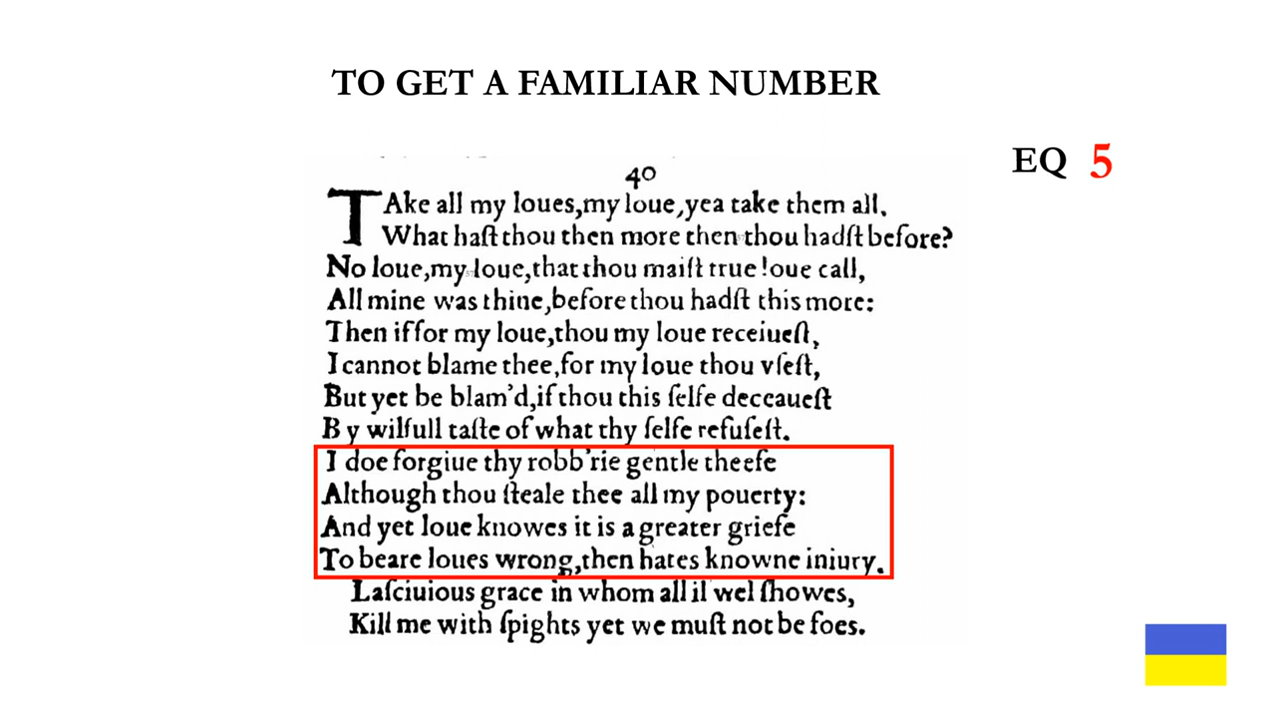 TO GET A FAMILIAR NUMBER
EQ 5
40
TAke all my loues,my loue,yea take them all,
What haſt thou then more then thou hadſt before?
No loue,my loue,that thou maiſt true loue call,
All mine was thine,before thou hadſt this more:
Then if for my loue,thou my loue receiueſt,
I cannot blame thee,for my loue thou vſeſt,
But yet be blam'd,if thou this ſelfe deceaueſt
By wilfull taſte of what thy ſelfe refuſeſt.
I doe forgiue thy robb'rie gentle theefe
Although thou ſteale thee all my pouerty:
And yet loue knowes it is a greater griefe
To beare loues wrong,then hates knowne iniury.
Laſciuious grace in whom all il wel ſhowes,
Kill me with ſpights yet we muſt not be foes.